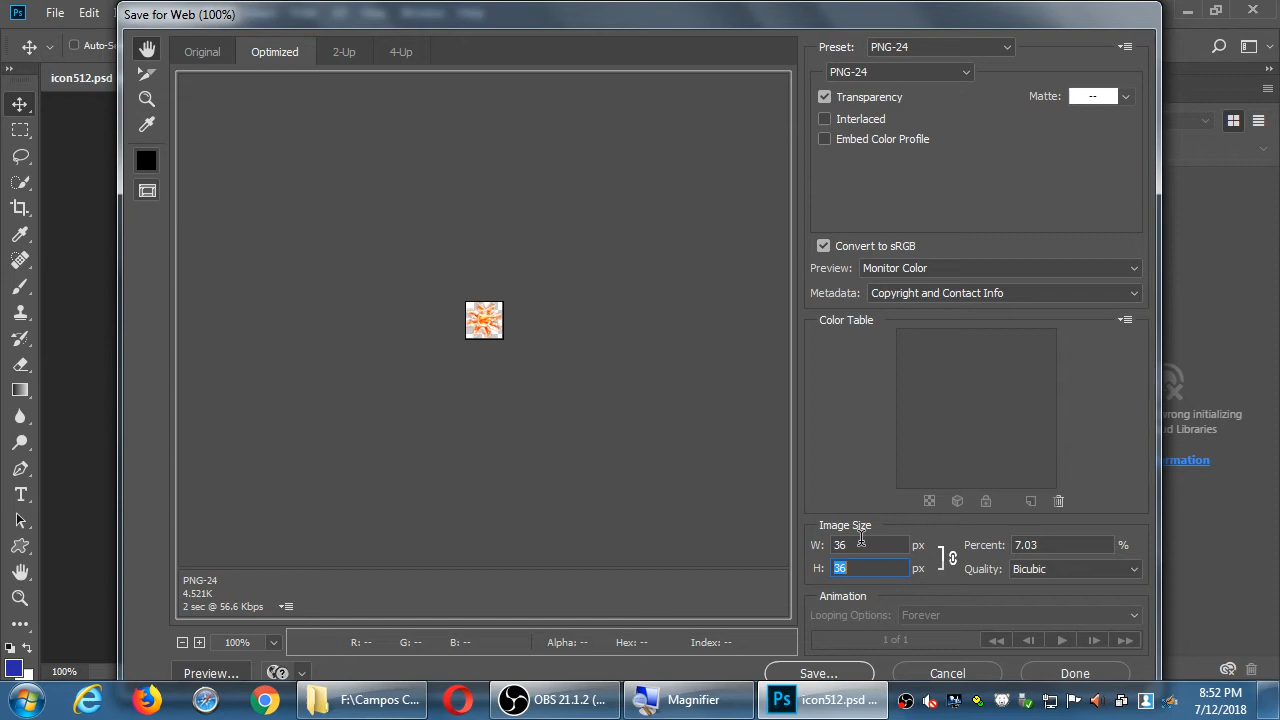 Ps File Edit
Save for Web (100%)
Auto-S
icon512.psd
Original Optimized 2-Up 4-Up
Preset: PNG-24
PNG-24
Transparency Matte: --
Interlaced
Embed Color Profile
Convert to sRGB
Preview: Monitor Color
Metadata: Copyright and Contact Info
Color Table
wrong initializing
ud Libraries
ormation
Image Size
W: 36 px Percent: 7.03 %
H: 36 px Quality: Bicubic
PNG-24
4.521K
2 sec @ 56.6 Kbps
Animation
Looping Options: Forever
1 of 1
100% R: -- G: -- B: -- Alpha: -- Hex: -- Index: --
100%
Preview... Save... Cancel Done
F:\Campos C... OBS 21.1.2 (... Magnifier Ps icon512.psd ...
8:52 PM
7/12/2018